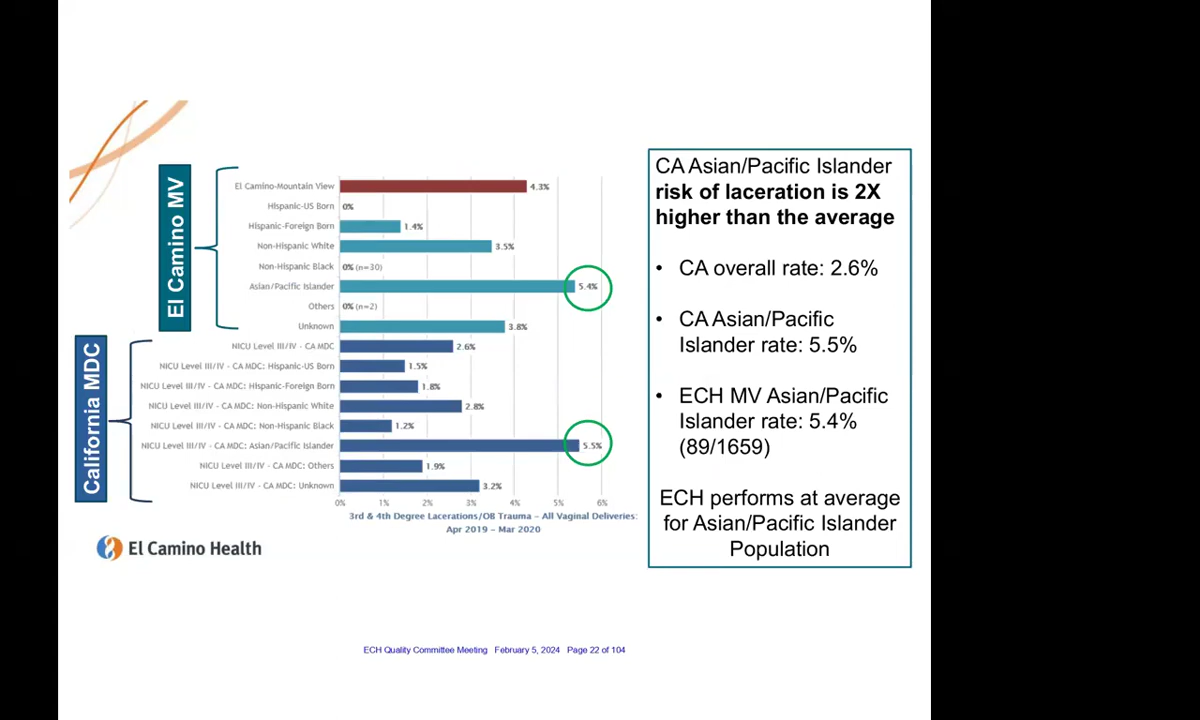 El Camino MV
El Camino-Mountain View 4.3%
Hispanic-US Born 0%
Hispanic-Foreign Born 1.4%
Non-Hispanic White 3.5%
Non-Hispanic Black 0% (n=30)
Asian/Pacific Islander 5.4%
Others 0% (n=2)
Unknown 3.8%
California MDC
NICU Level III/IV - CA MDC 2.6%
NICU Level III/IV - CA MDC: Hispanic-US Born 1.5%
NICU Level III/IV - CA MDC: Hispanic-Foreign Born 1.8%
NICU Level III/IV - CA MDC: Non-Hispanic White 2.8%
NICU Level III/IV - CA MDC: Non-Hispanic Black 1.2%
NICU Level III/IV - CA MDC: Asian/Pacific Islander 5.5%
NICU Level III/IV - CA MDC: Others 1.9%
NICU Level III/IV - CA MDC: Unknown 3.2%
0% 1% 2% 3% 4% 5% 6%
3rd & 4th Degree Lacerations/OB Trauma - All Vaginal Deliveries:
Apr 2019 - Mar 2020
El Camino Health
CA Asian/Pacific Islander
risk of laceration is 2X
higher than the average
• CA overall rate: 2.6%
• CA Asian/Pacific
Islander rate: 5.5%
• ECH MV Asian/Pacific
Islander rate: 5.4%
(89/1659)
ECH performs at average
for Asian/Pacific Islander
Population
ECH Quality Committee Meeting February 5, 2024 Page 22 of 104